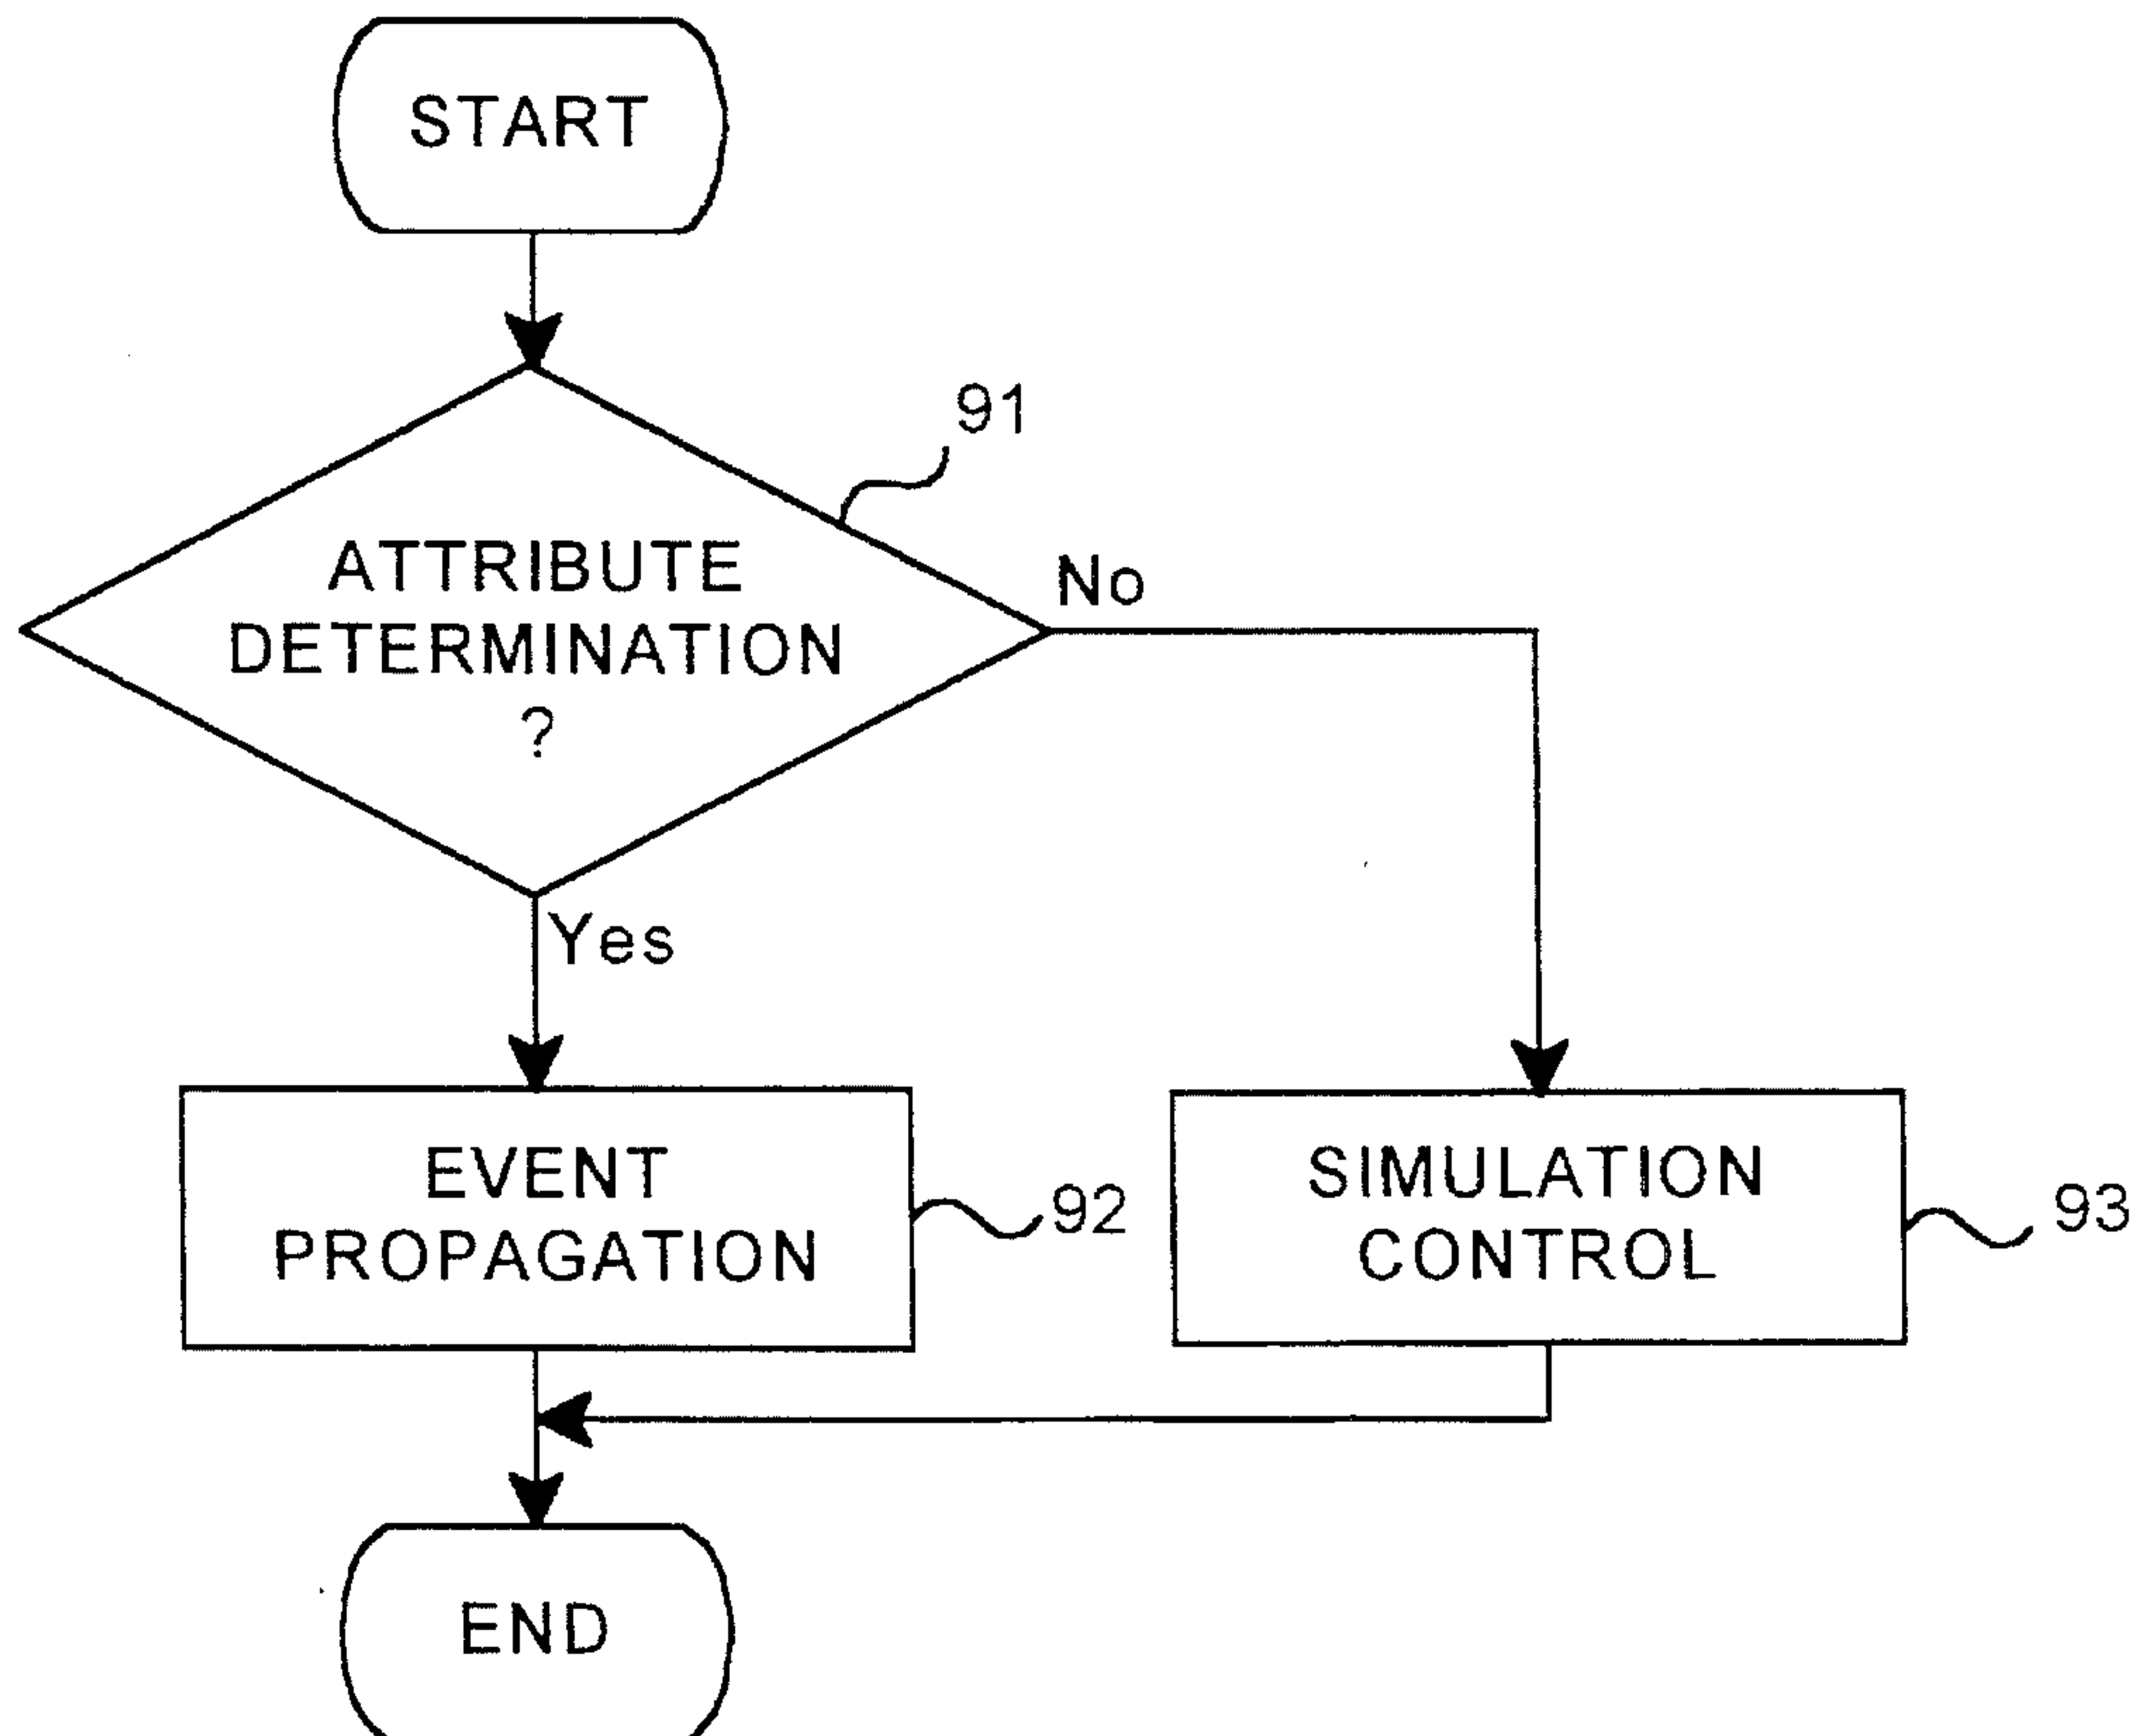 START
91
ATTRIBUTE
DETERMINATION
?
No
Yes
EVENT
PROPAGATION
92
SIMULATION
CONTROL
93
END